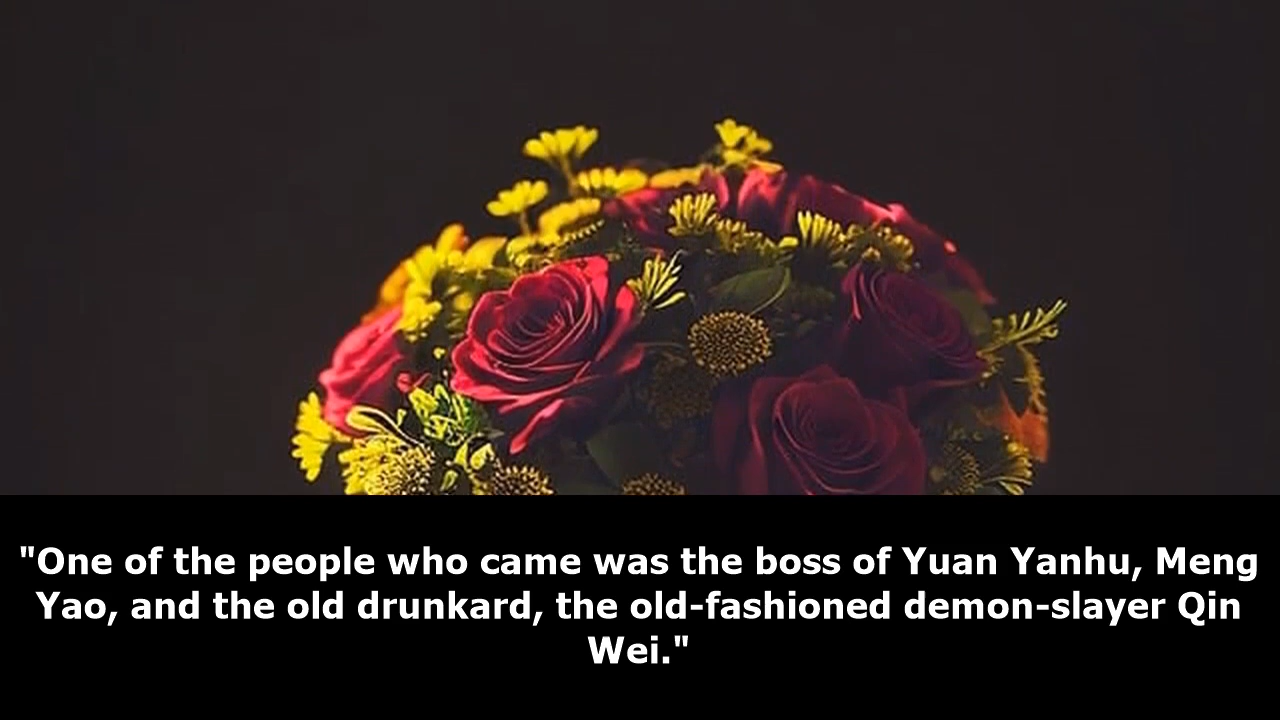 "One of the people who came was the boss of Yuan Yanhu, Meng
Yao, and the old drunkard, the old-fashioned demon-slayer Qin
Wei."